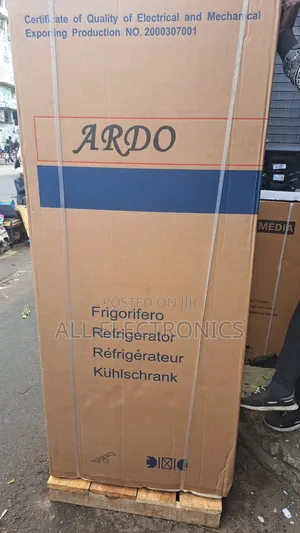 Certificate of Quality of Electrical and Mechanical
Exporting Production NO. 2000307001
ARDO
MEDIA
POSTED ON JIJI
ALL ELECTRONICS
Frigorifero
Refrigerator
Réfrigérateur
Kühlschrank